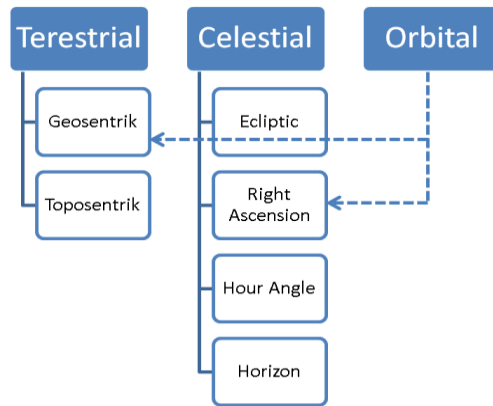 Terestrial
Celestial
Orbital
Geosentrik
Ecliptic
Toposentrik
Right
Ascension
Hour Angle
Horizon